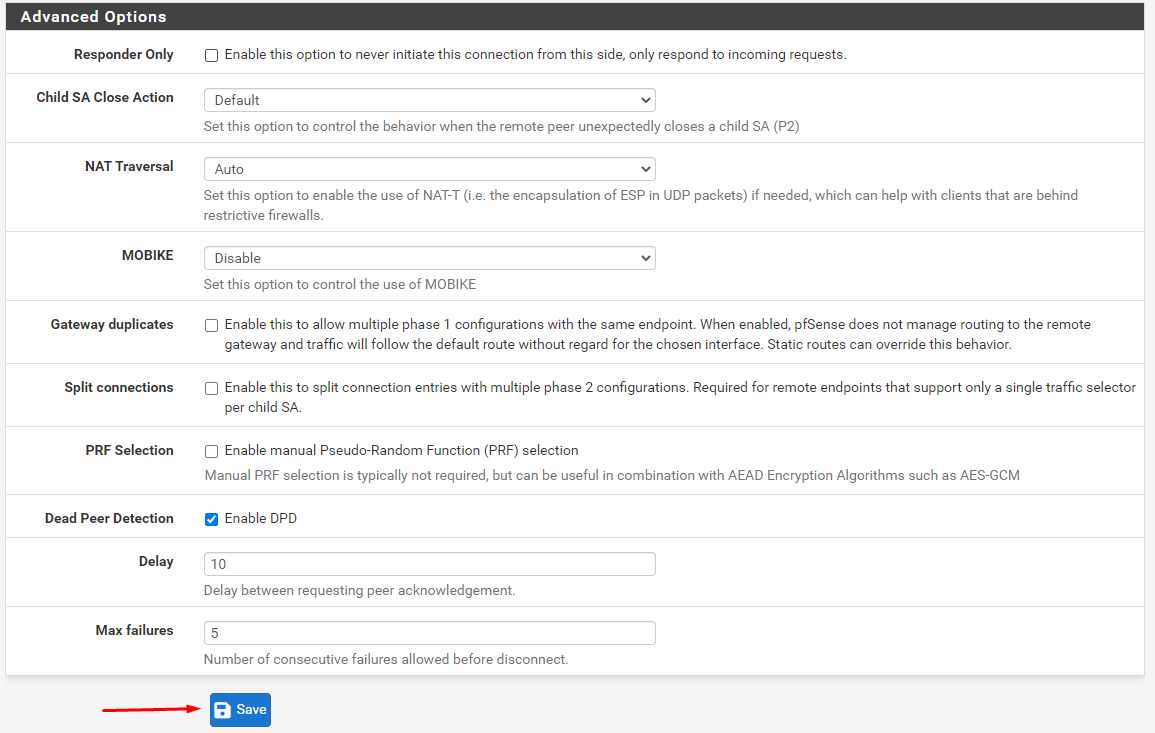 Advanced Options
Responder Only
Enable this option to never initiate this connection from this side, only respond to incoming requests.
Child SA Close Action
Default
Set this option to control the behavior when the remote peer unexpectedly closes a child SA (P2)
NAT Traversal
Auto
Set this option to enable the use of NAT-T (i.e. the encapsulation of ESP in UDP packets) if needed, which can help with clients that are behind
restrictive firewalls.
MOBIKE
Disable
Set this option to control the use of MOBIKE
Gateway duplicates
Enable this to allow multiple phase 1 configurations with the same endpoint. When enabled, pfSense does not manage routing to the remote
gateway and traffic will follow the default route without regard for the chosen interface. Static routes can override this behavior.
Split connections
Enable this to split connection entries with multiple phase 2 configurations. Required for remote endpoints that support only a single traffic selector
per child SA.
PRF Selection
Enable manual Pseudo-Random Function (PRF) selection
Manual PRF selection is typically not required, but can be useful in combination with AEAD Encryption Algorithms such as AES-GCM
Dead Peer Detection
Enable DPD
Delay
10
Delay between requesting peer acknowledgement.
Max failures
5
Number of consecutive failures allowed before disconnect.
Save